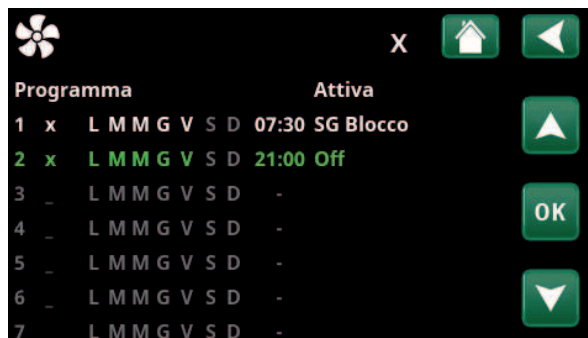 X
Programma Attiva
1 x L M M G V S D 07:30 SG Blocco
2 x L M M G V S D 21:00 Off
3 _ L M M G V S D -
4 _ L M M G V S D -
5 _ L M M G V S D -
6 _ L M M G V S D -
7 L M M G V S D -
OK